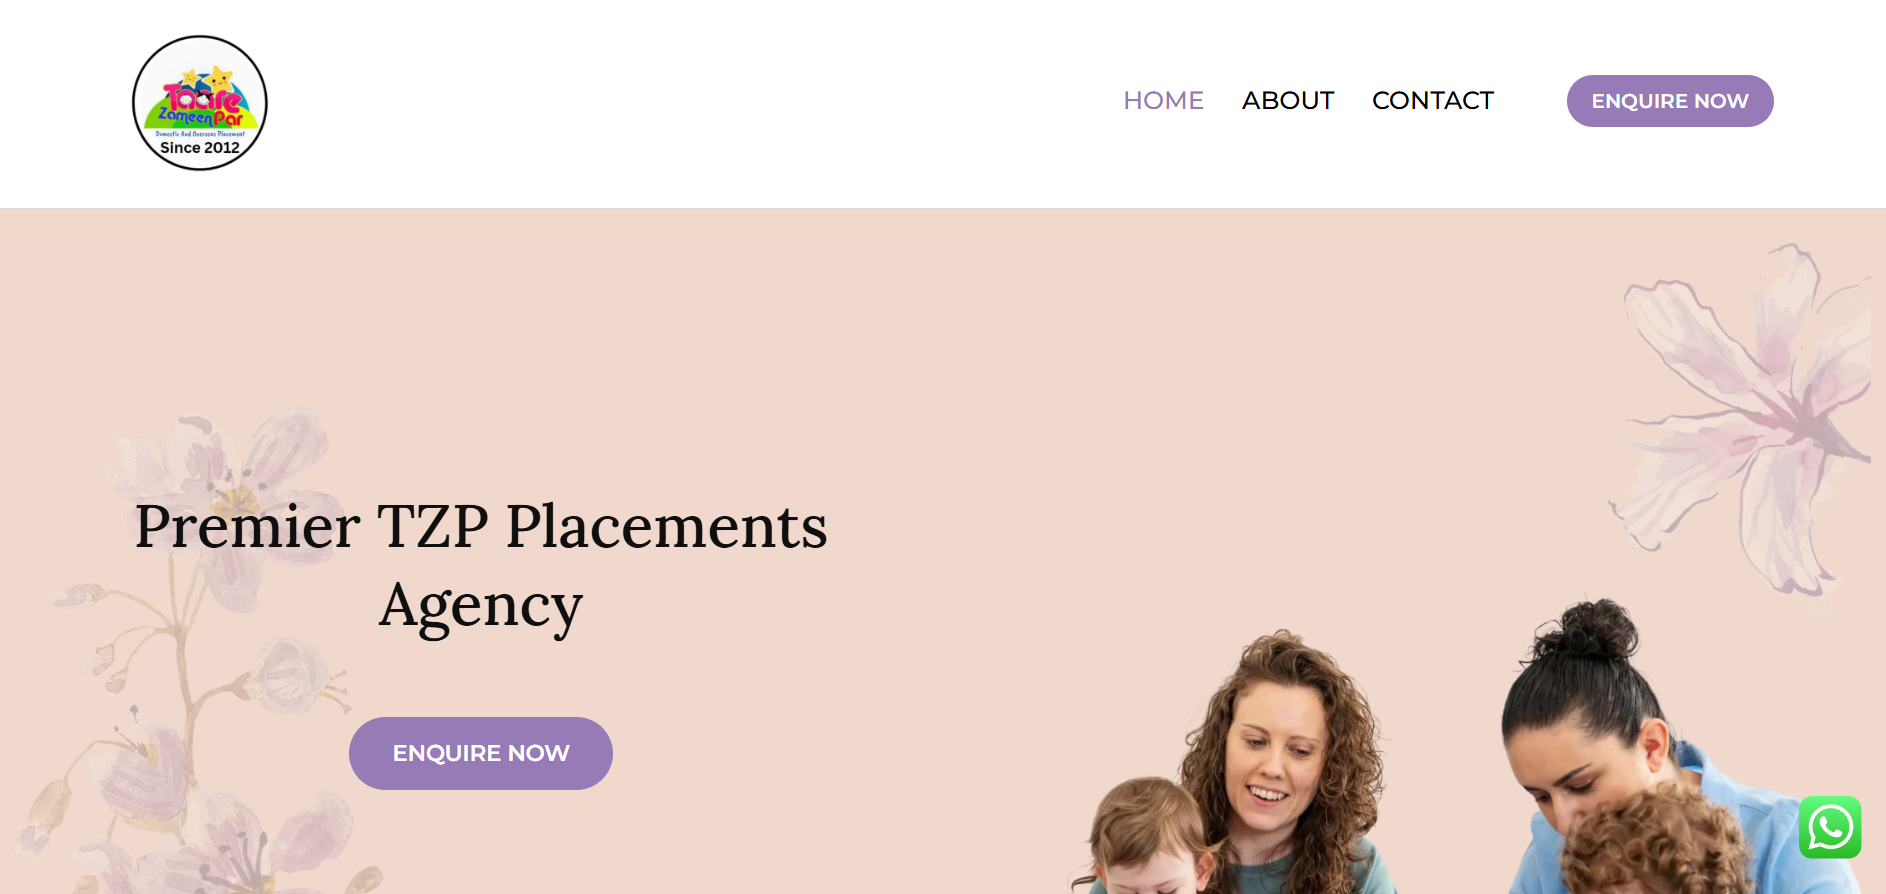 Taare
Zameen Par
Domestic And Overseas Placement
Since 2012
HOME
ABOUT
CONTACT
ENQUIRE NOW
Premier TZP Placements
Agency
ENQUIRE NOW